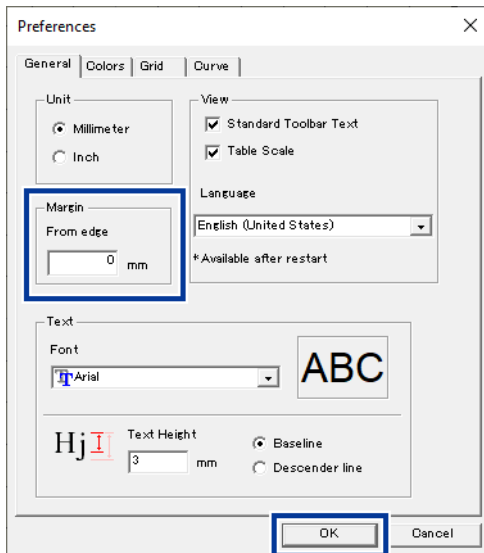 Preferences
General Colors Grid Curve
Unit
Millimeter
Inch
View
Standard Toolbar Text
Table Scale
Language
English (United States)
*Available after restart
Margin
From edge
0 mm
Text
Font
Arial
ABC
Hj
Text Height
3 mm
Baseline
Descender line
OK Cancel